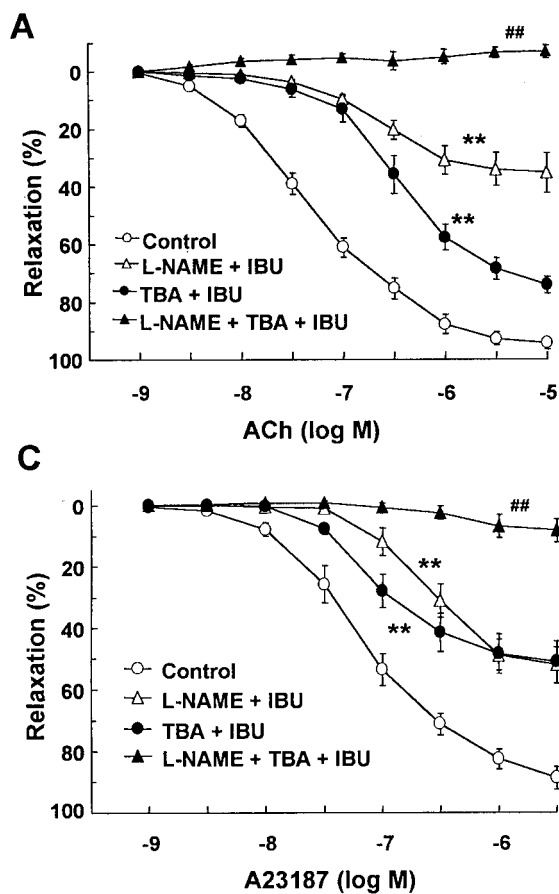 A
##
0
20
**
40
**
60
Control
L-NAME + IBU
80
TBA + IBU
L-NAME + TBA + IBU
100
Relaxation (%)
-9 -8 -7 -6 -5
ACh (log M)
C
##
0
20
**
40
**
60
Control
L-NAME + IBU
80
TBA + IBU
L-NAME + TBA + IBU
100
Relaxation (%)
-9 -8 -7 -6
A23187 (log M)